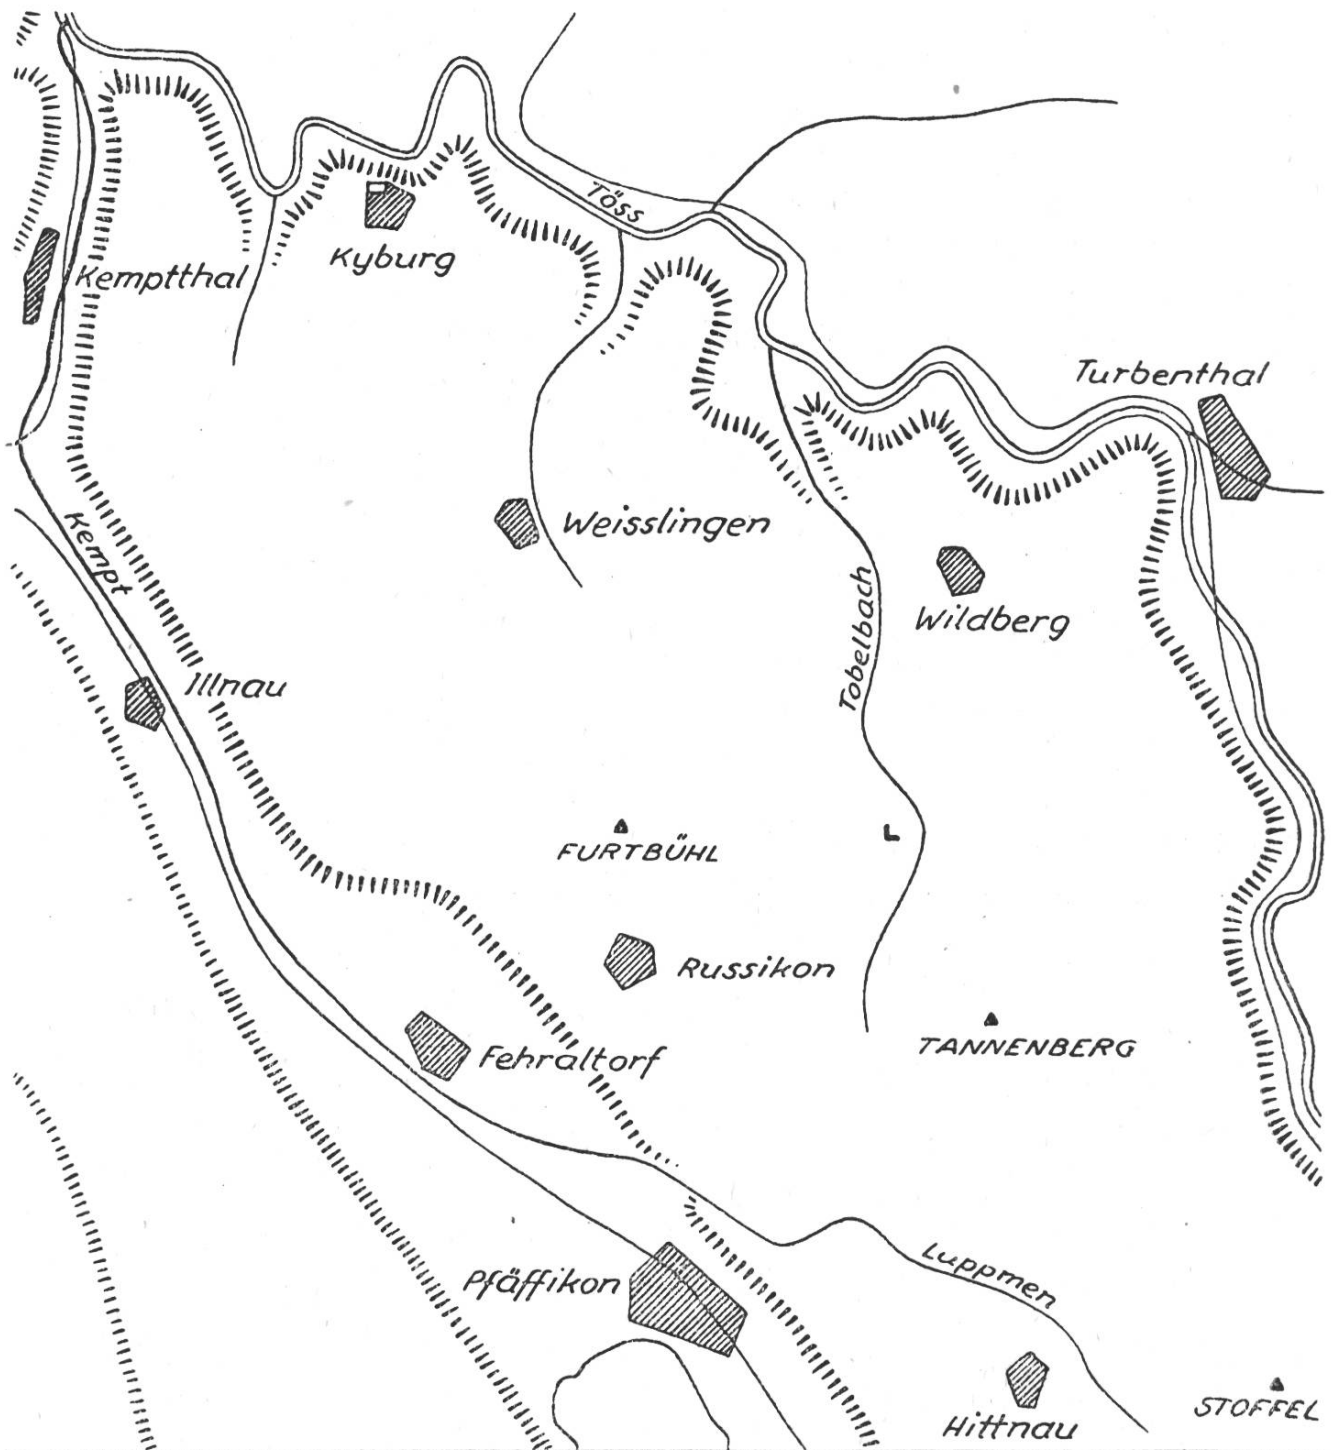 Töss
Kyburg
Kemptthal
Turbenthal
Weisslingen
Kempt
Tobelbach
Wildberg
Illnau
L
FURTBÜHL
Russikon
TANNENBERG
Fehraltorf
Luppmen
Pfäffikon
STOFFEL
Hittnau